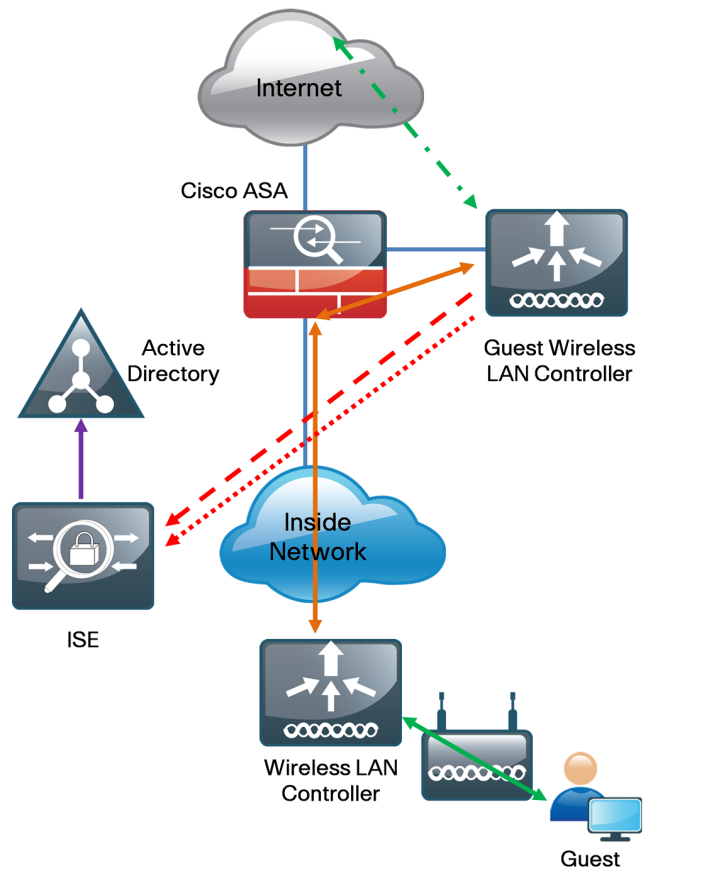 Internet
Cisco ASA
Guest Wireless
LAN Controller
Active
Directory
Inside
Network
ISE
Wireless LAN
Controller
Guest